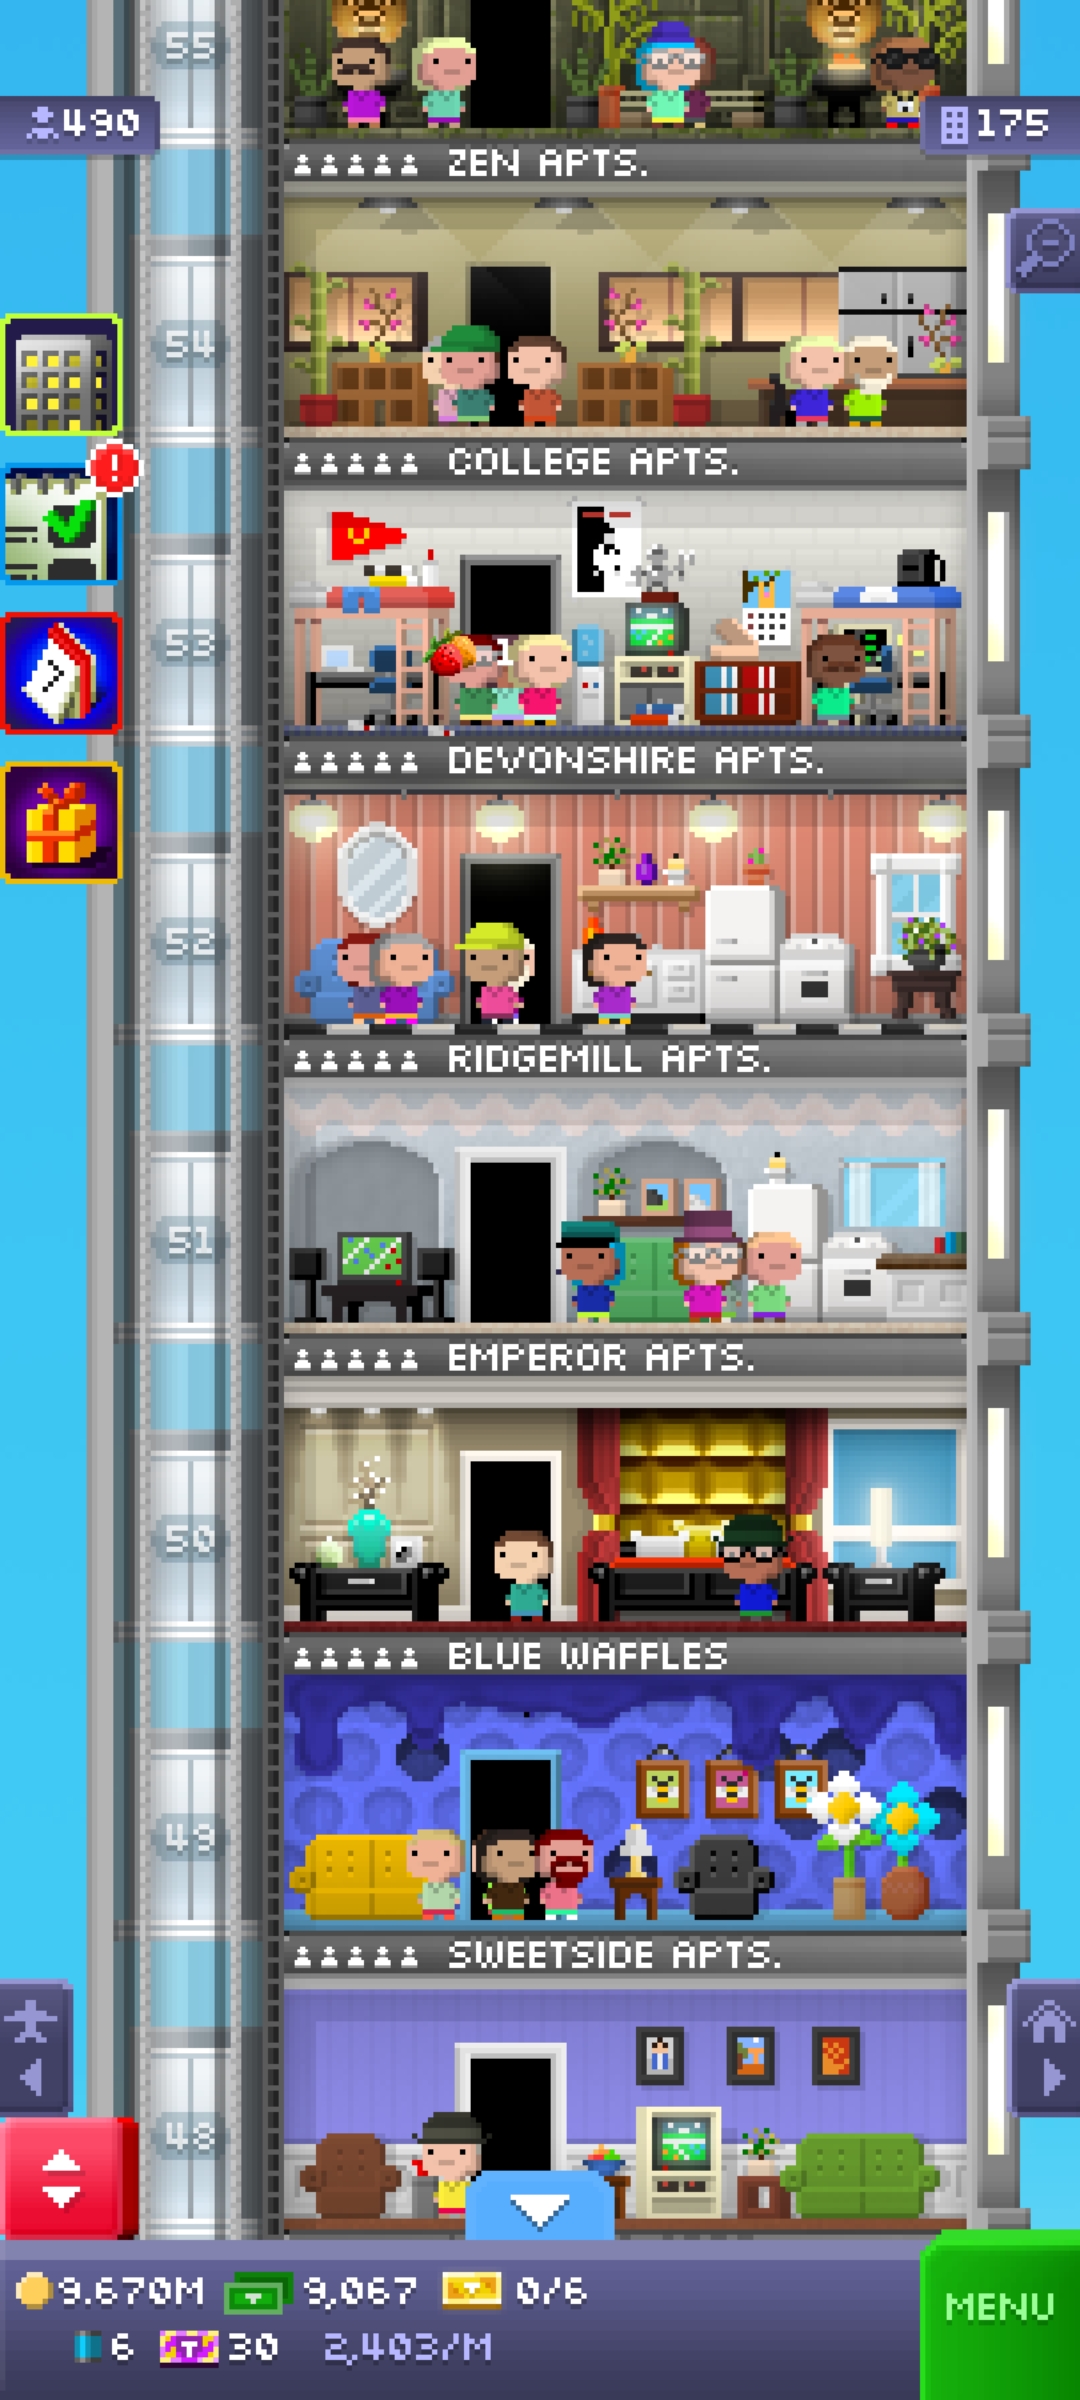 55
490
175
ZEN APTS.
54
COLLEGE APTS.
53
1
DEVONSHIRE APTS.
52
RIDGEMILL APTS.
51
EMPEROR APTS.
50
BLUE WAFFLES
49
SWEETSIDE APTS.
48
9.670M 9,067 0/6
6 T 30 2,403/M
MENU